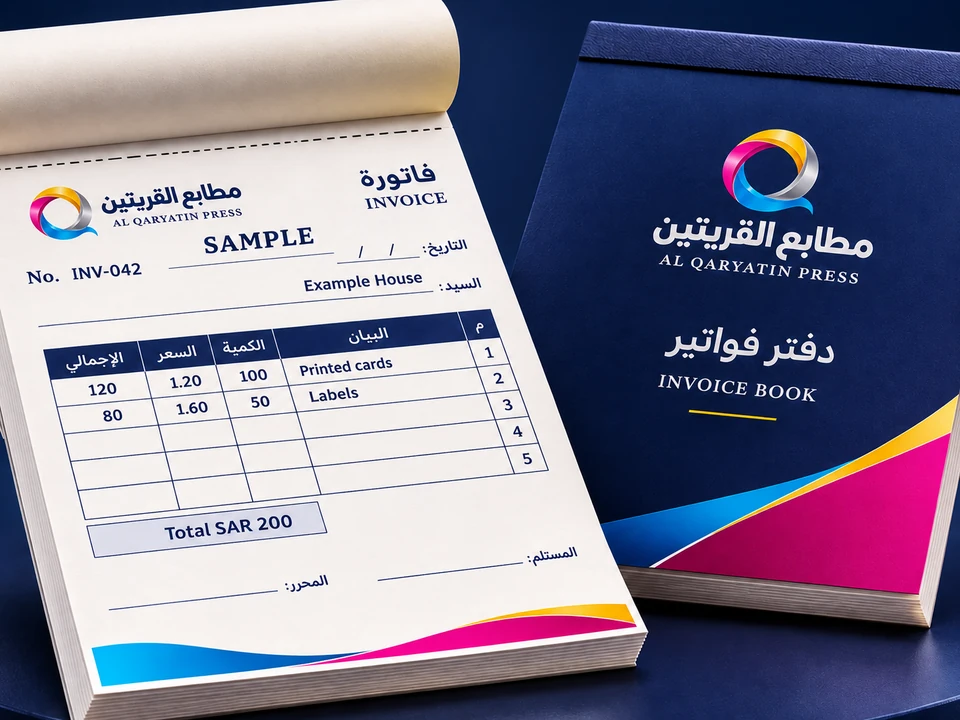 مطابع القريتين
AL QARYATIN PRESS
فاتورة
INVOICE
SAMPLE
No. INV-042
التاريخ: / /
السيد: Example House
م البيان الكمية السعر الإجمالي
1 Printed cards 100 1.20 120
2 Labels 50 1.60 80
3
4
5
Total SAR 200
المستلم:
المحرر:
مطابع القريتين
AL QARYATIN PRESS
دفتر فواتير
INVOICE BOOK